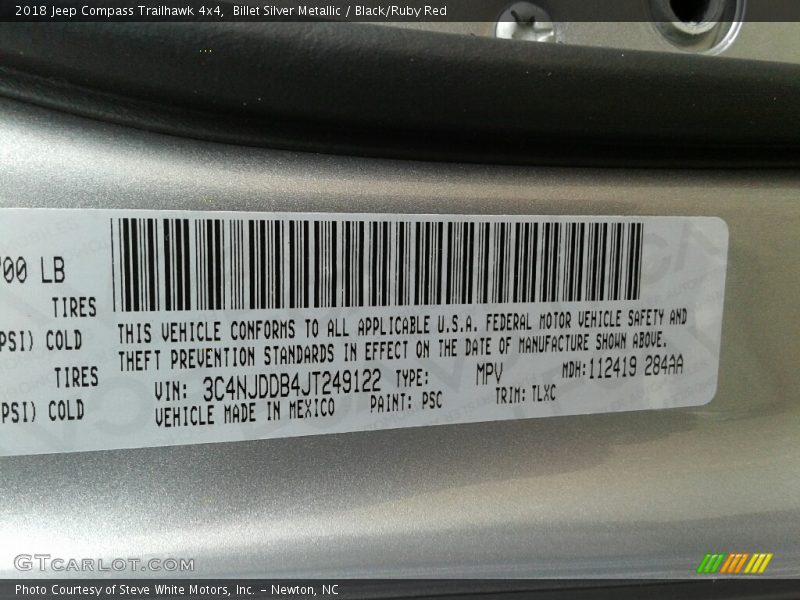 2018 Jeep Compass Trailhawk 4x4, Billet Silver Metallic / Black/Ruby Red
700 LB
TIRES
PSI) COLD
TIRES
PSI) COLD
THIS VEHICLE CONFORMS TO ALL APPLICABLE U.S.A. FEDERAL MOTOR VEHICLE SAFETY AND
THEFT PREVENTION STANDARDS IN EFFECT ON THE DATE OF MANUFACTURE SHOWN ABOVE.
VIN: 3C4NJDDB4JT249122 TYPE: MPV MDH:112419 284AA
VEHICLE MADE IN MEXICO PAINT: PSC TRIM: TLXC
GTCARLOT.COM
Photo Courtesy of Steve White Motors, Inc. – Newton, NC